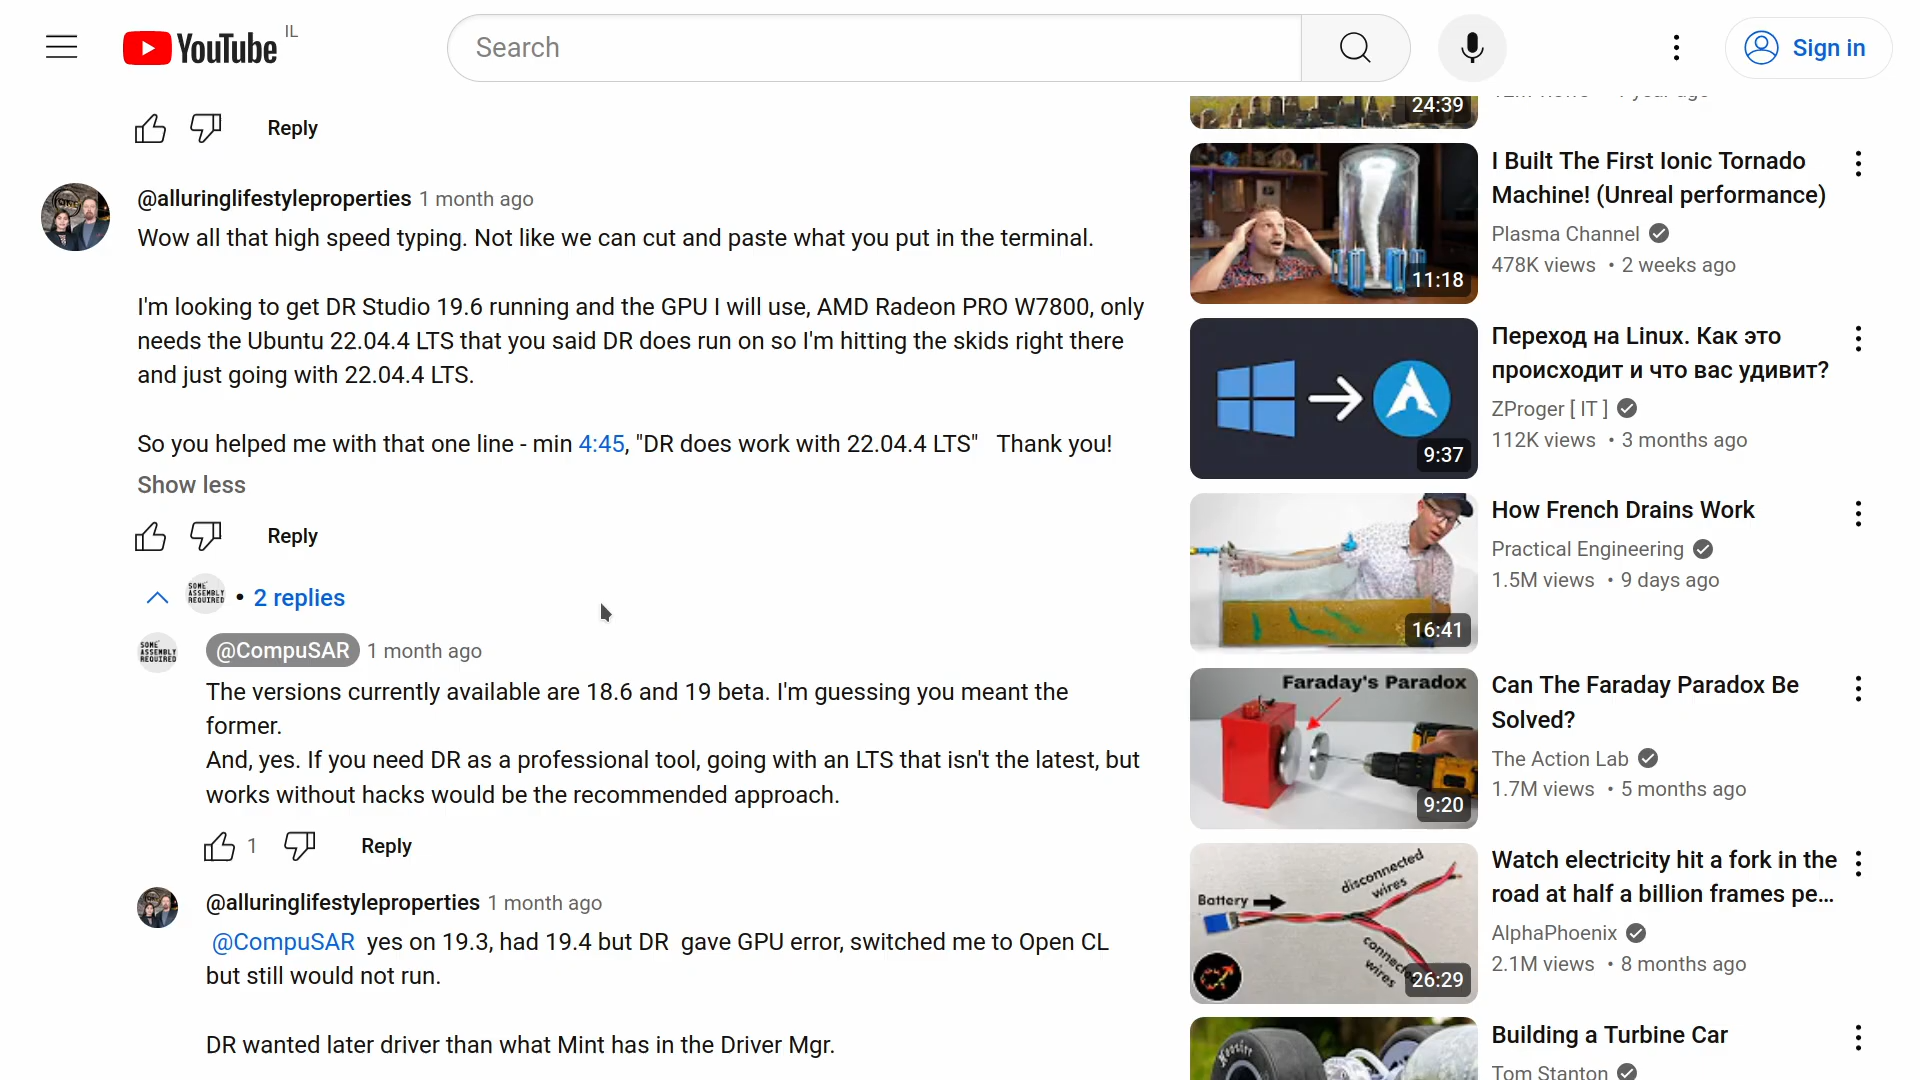 YouTube IL
Search
Sign in
Reply
@alluringlifestyleproperties 1 month ago
Wow all that high speed typing. Not like we can cut and paste what you put in the terminal.
I'm looking to get DR Studio 19.6 running and the GPU I will use, AMD Radeon PRO W7800, only
needs the Ubuntu 22.04.4 LTS that you said DR does run on so I'm hitting the skids right there
and just going with 22.04.4 LTS.
So you helped me with that one line - min 4:45, "DR does work with 22.04.4 LTS"   Thank you!
Show less
Reply
SOME
ASSEMBLY
REQUIRED
• 2 replies
SOME
ASSEMBLY
REQUIRED
@CompuSAR 1 month ago
The versions currently available are 18.6 and 19 beta. I'm guessing you meant the
former.
And, yes. If you need DR as a professional tool, going with an LTS that isn't the latest, but
works without hacks would be the recommended approach.
1 Reply
@alluringlifestyleproperties 1 month ago
@CompuSAR yes on 19.3, had 19.4 but DR  gave GPU error, switched me to Open CL
but still would not run.
DR wanted later driver than what Mint has in the Driver Mgr.
24:39
11:18
I Built The First Ionic Tornado
Machine! (Unreal performance)
Plasma Channel
478K views • 2 weeks ago
9:37
Переход на Linux. Как это
происходит и что вас удивит?
ZProger [ IT ]
112K views • 3 months ago
16:41
How French Drains Work
Practical Engineering
1.5M views • 9 days ago
Faraday's Paradox
9:20
Can The Faraday Paradox Be
Solved?
The Action Lab
1.7M views • 5 months ago
disconnected
wires
Battery
connected
wires
26:29
Watch electricity hit a fork in the
road at half a billion frames pe...
AlphaPhoenix
2.1M views • 8 months ago
Hoosier
Building a Turbine Car
Tom Stanton